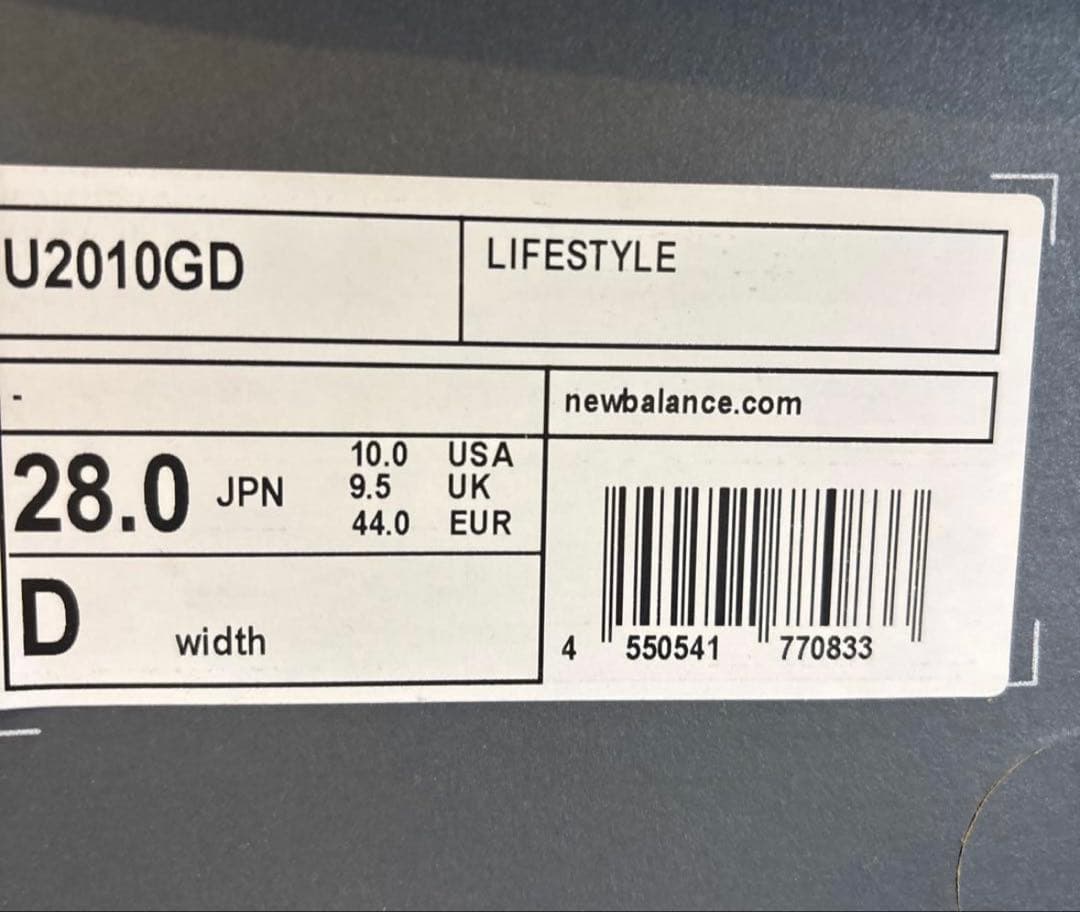 U2010GD
LIFESTYLE
-
newbalance.com
28.0 JPN
10.0 USA
9.5 UK
44.0 EUR
D width
4 550541 770833